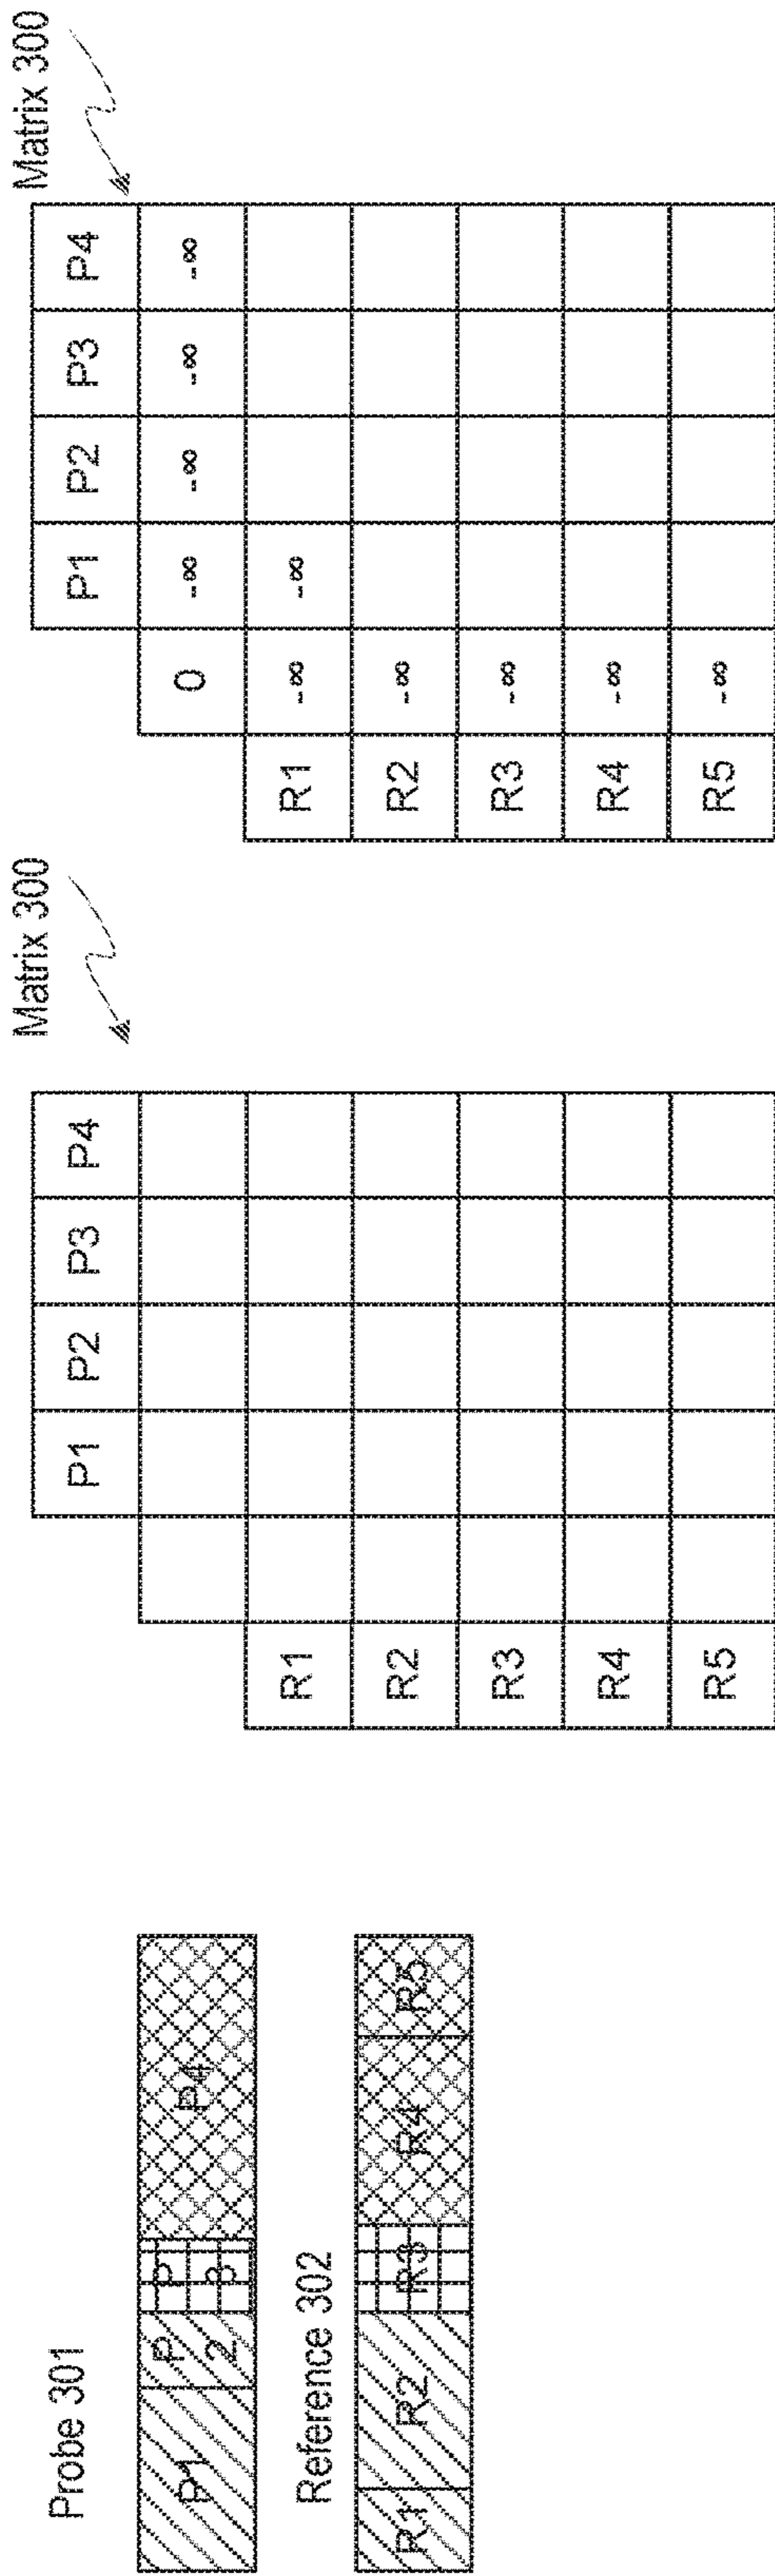 Probe 301
P1 P2 P3 P4
Reference 302
R1 R2 R3 R4 R5
Matrix 300
P1 P2 P3 P4
R1
R2
R3
R4
R5
Matrix 300
P1 P2 P3 P4
0 -∞ -∞ -∞ -∞
R1 -∞ -∞
R2 -∞
R3 -∞
R4 -∞
R5 -∞